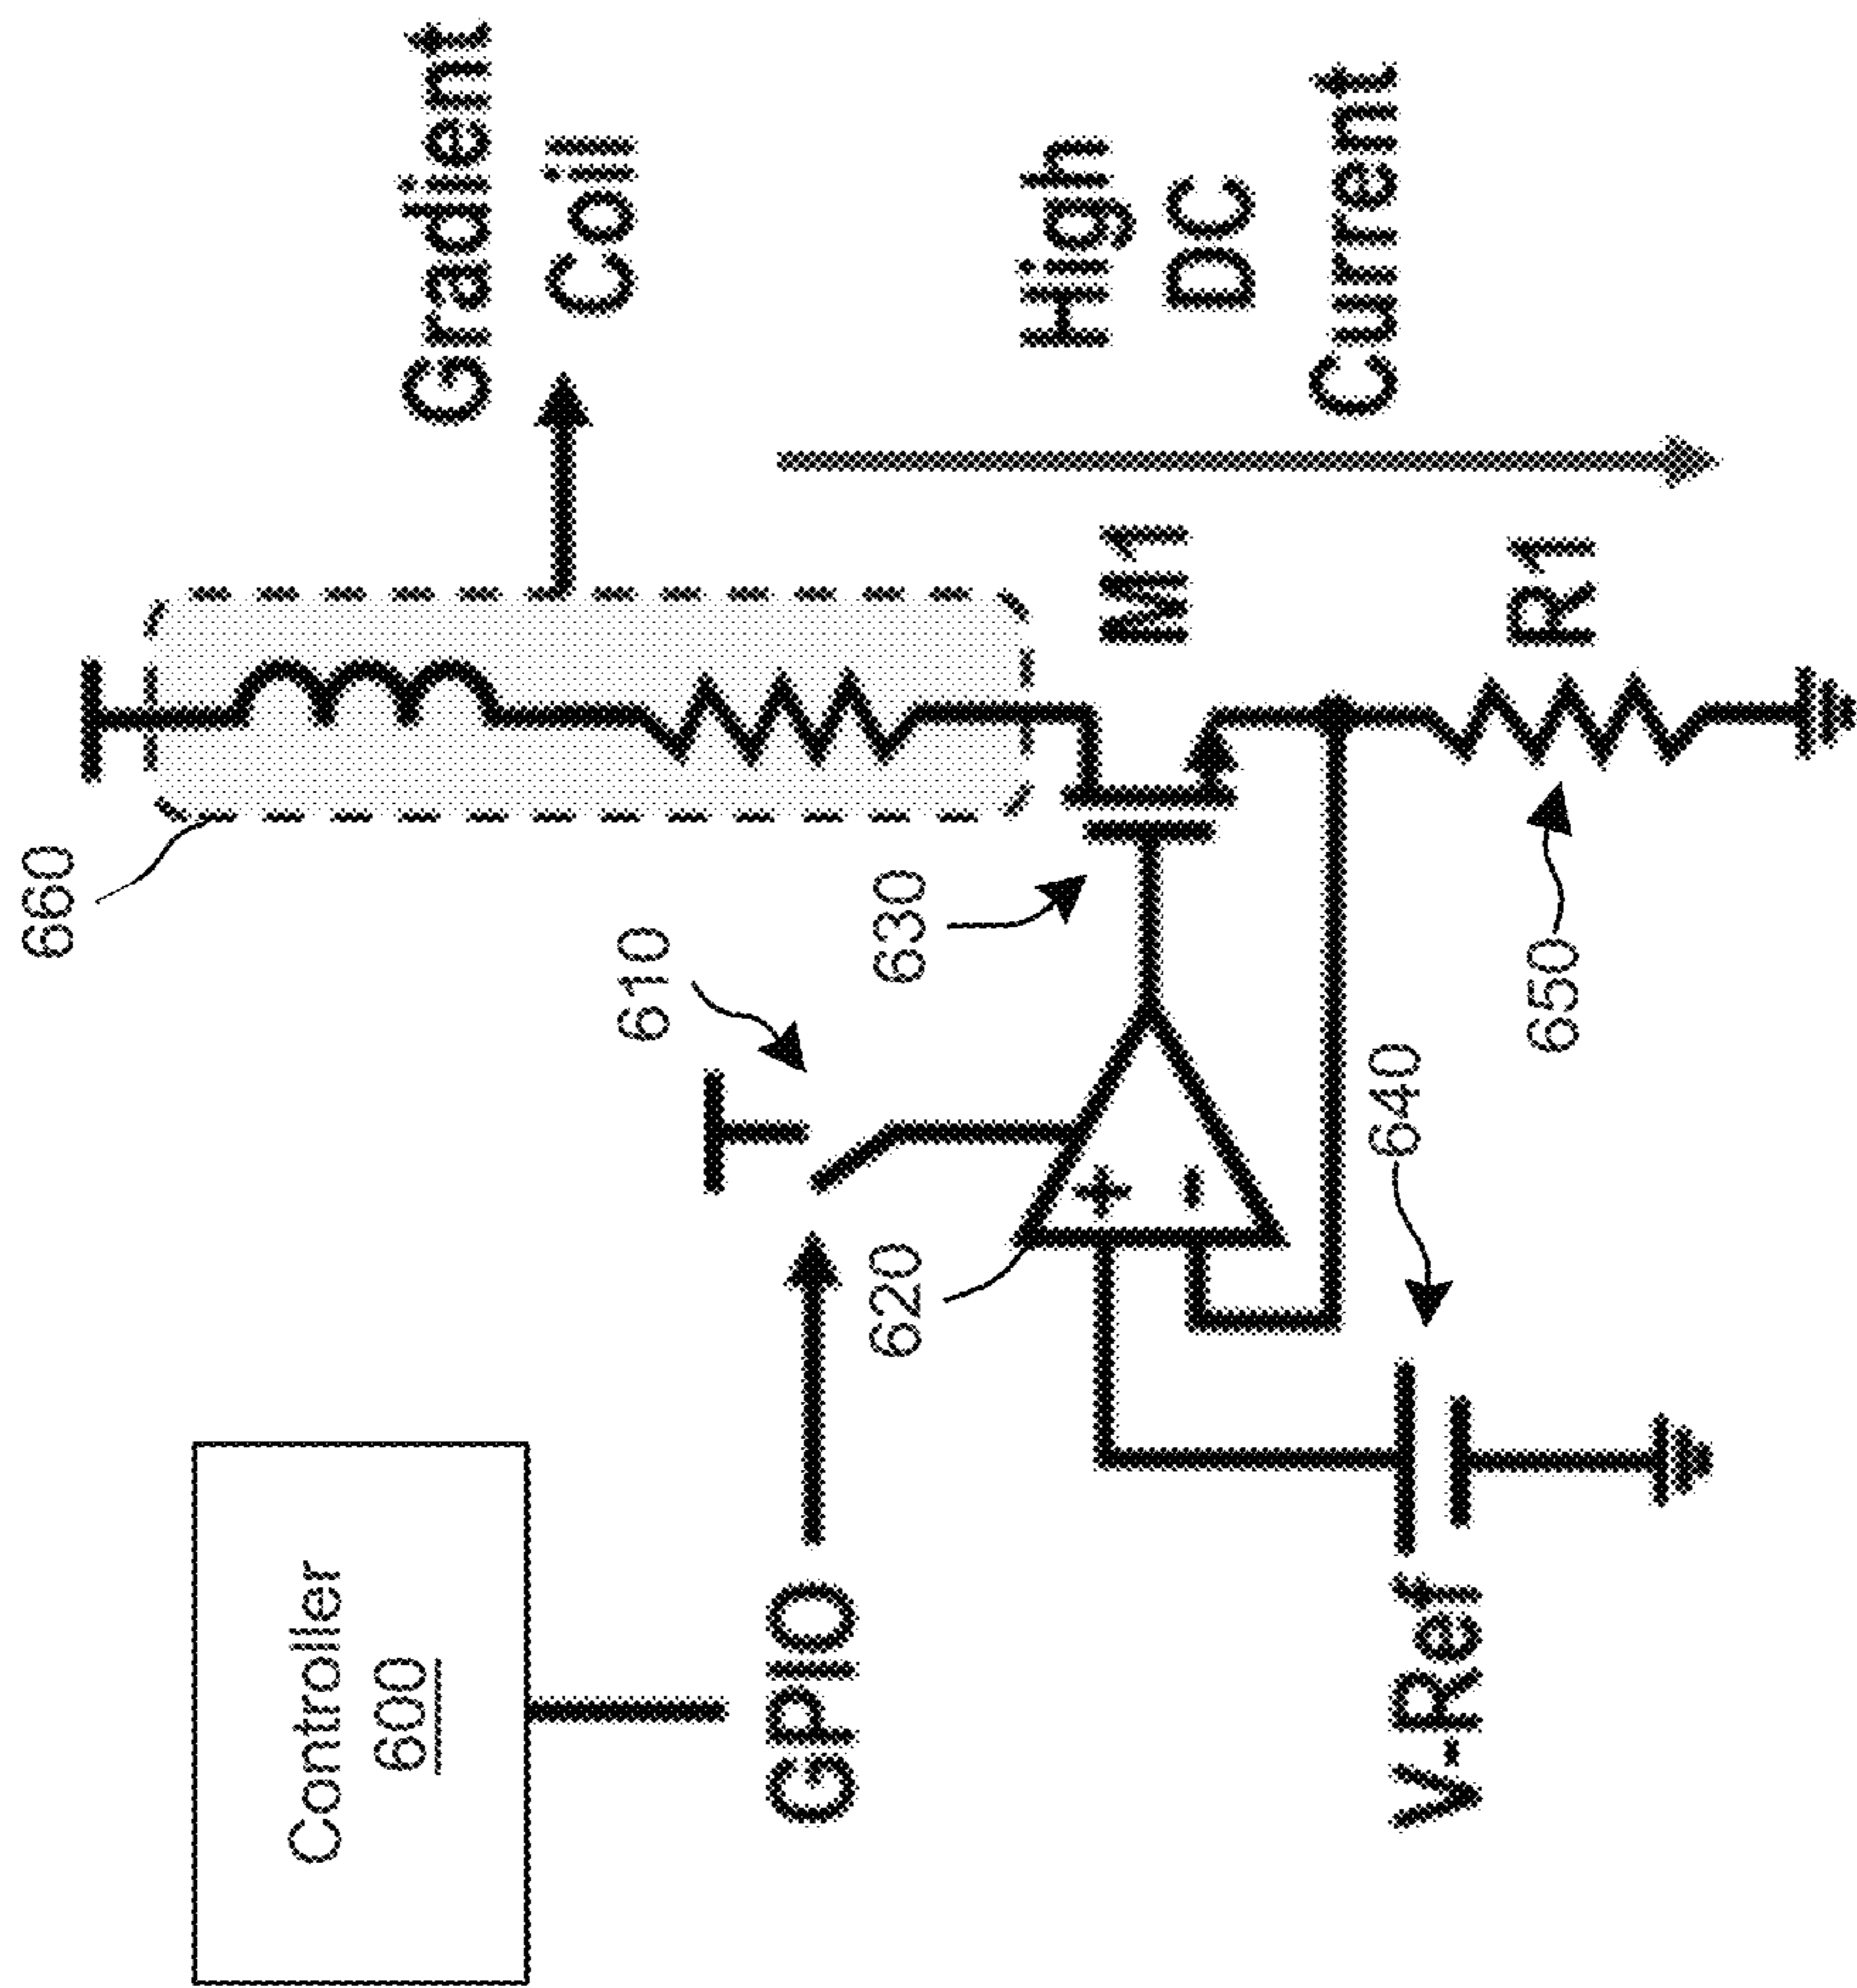 Controller
600
GPIO
V-Ref
620
640
610
630
650
660
M1
R1
Gradient
Coil
High
DC
Current
+
-